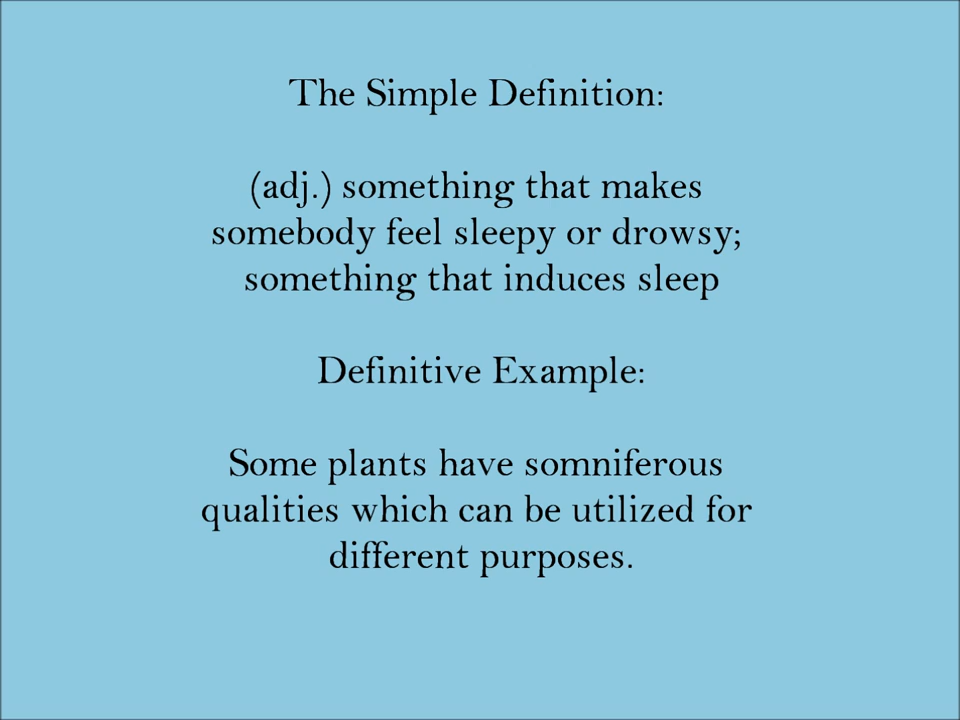 The Simple Definition:
(adj.) something that makes
somebody feel sleepy or drowsy;
something that induces sleep
Definitive Example:
Some plants have somniferous
qualities which can be utilized for
different purposes.